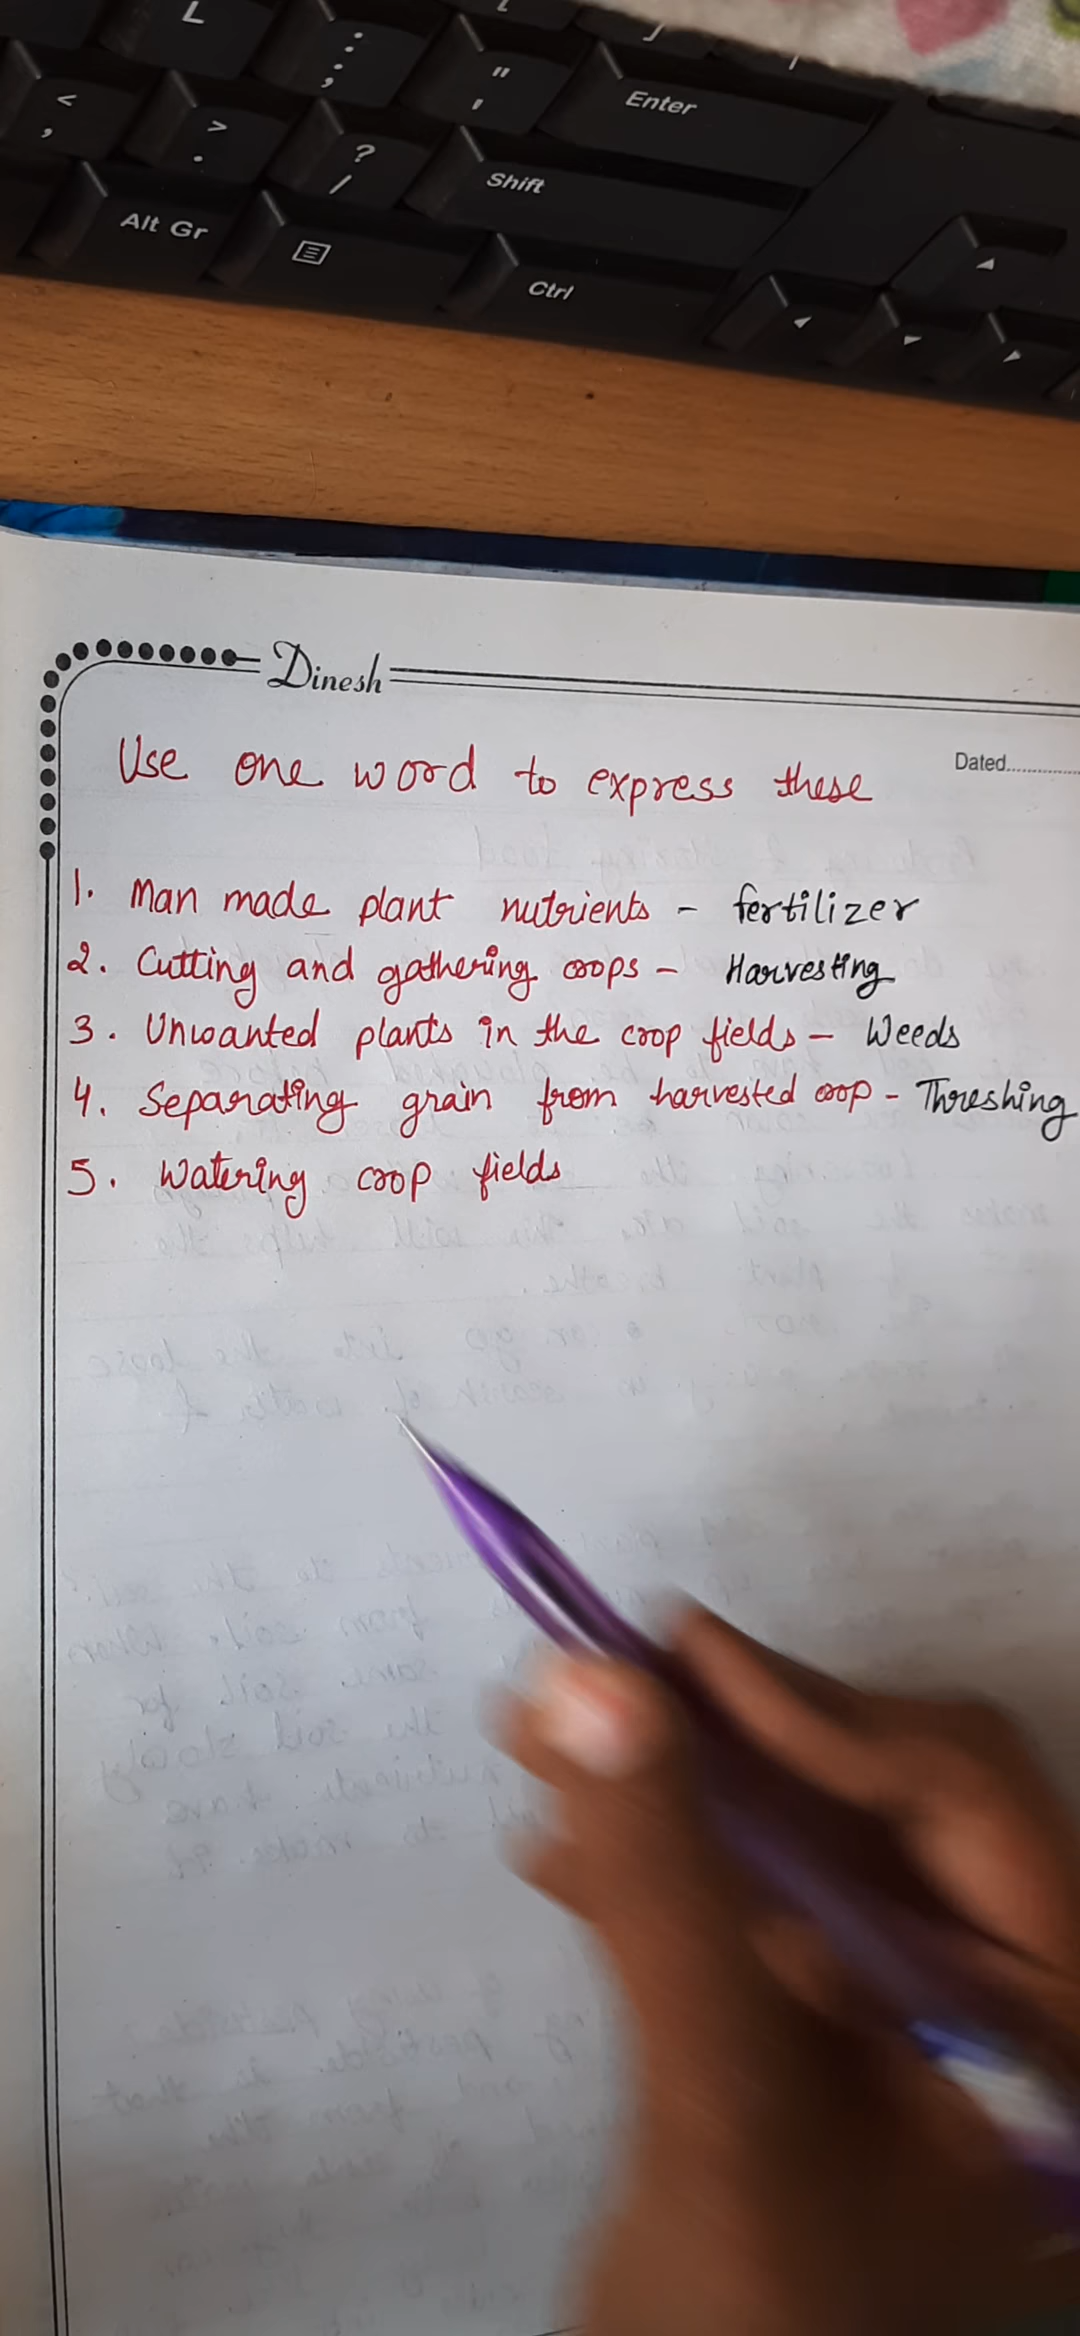 L
Enter
Shift
Alt Gr
Ctrl
Dinesh
Dated
Use one word to express these
1. Man made plant nutrients - fertilizer
2. Cutting and gathering crops - Harvesting
3. Unwanted plants in the crop fields - Weeds
4. Separating grain from harvested crop - Threshing
5. Watering crop fields